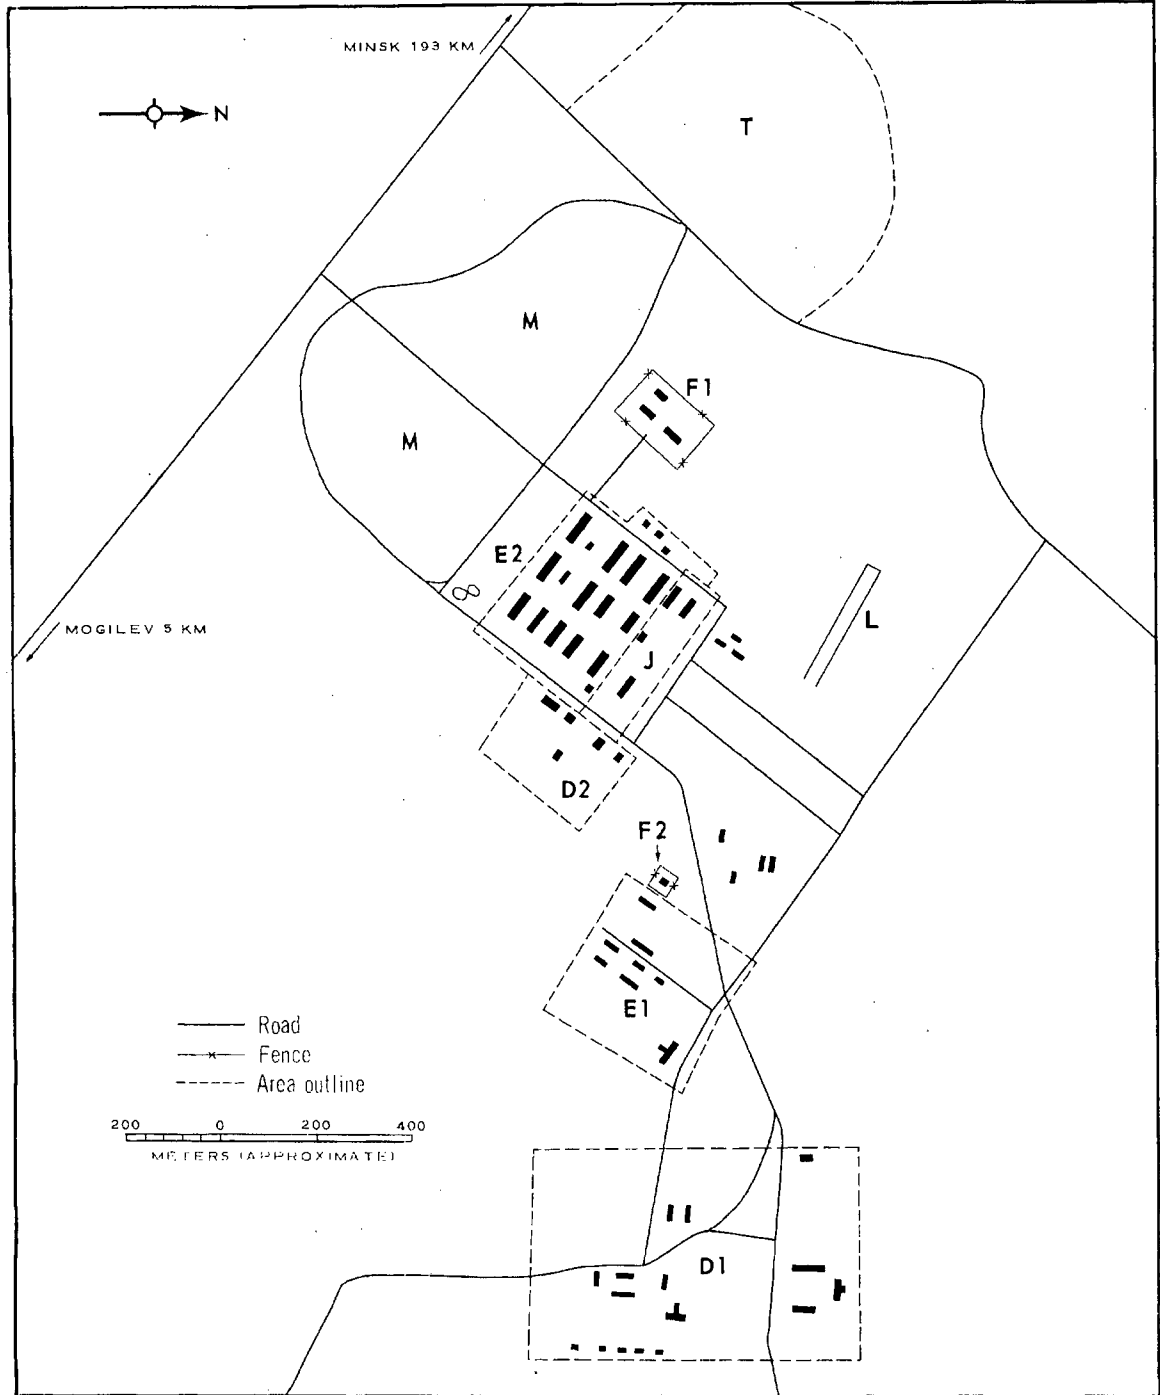 MINSK 193 KM
N
T
M
F1
M
E2
8
L
MOGILEV 5 KM
J
D2
F2
E1
Road
Fence
Area outline
200 0 200 400
METERS (APPROXIMATE)
D1